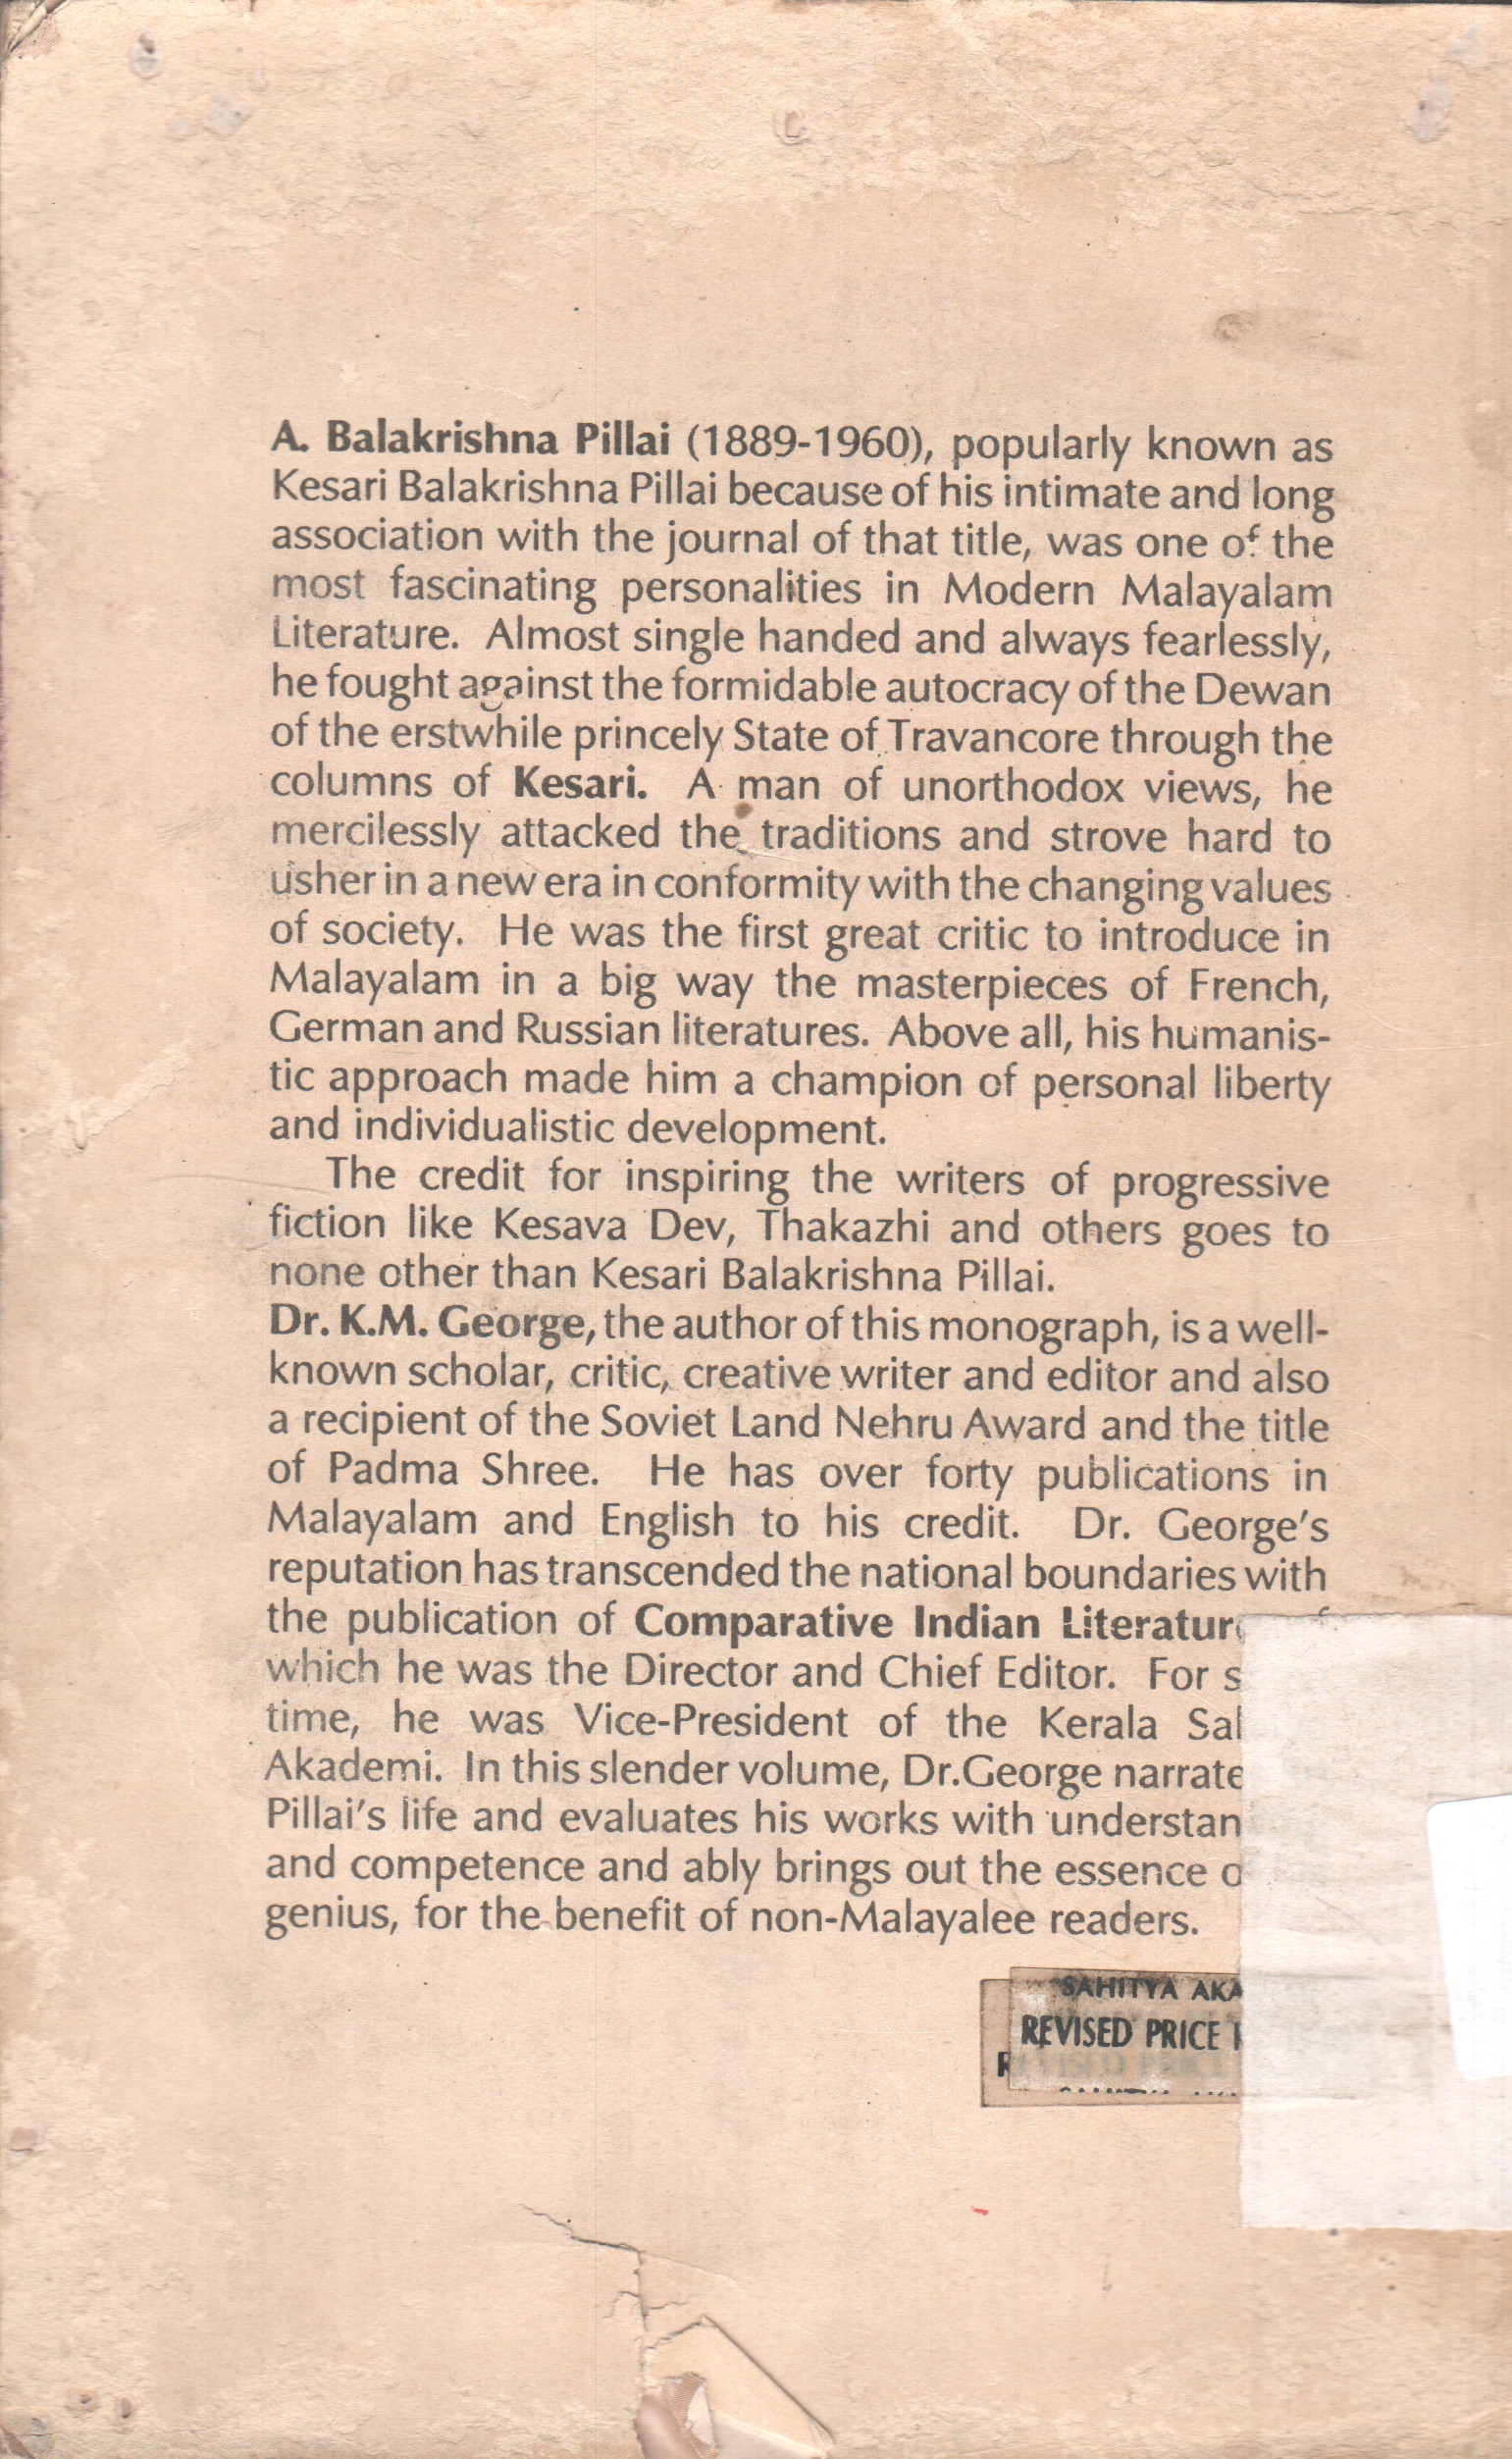 A. Balakrishna Pillai (1889-1960), popularly known as
Kesari Balakrishna Pillai because of his intimate and long
association with the journal of that title, was one of the
most fascinating personalities in Modern Malayalam
Literature. Almost single handed and always fearlessly,
he fought against the formidable autocracy of the Dewan
of the erstwhile princely State of Travancore through the
columns of Kesari. A man of unorthodox views, he
mercilessly attacked the traditions and strove hard to
usher in a new era in conformity with the changing values
of society. He was the first great critic to introduce in
Malayalam in a big way the masterpieces of French,
German and Russian literatures. Above all, his humanis-
tic approach made him a champion of personal liberty
and individualistic development.
The credit for inspiring the writers of progressive
fiction like Kesava Dev, Thakazhi and others goes to
none other than Kesari Balakrishna Pillai.
Dr. K.M. George, the author of this monograph, is a well-
known scholar, critic, creative writer and editor and also
a recipient of the Soviet Land Nehru Award and the title
of Padma Shree. He has over forty publications in
Malayalam and English to his credit. Dr. George's
reputation has transcended the national boundaries with
the publication of Comparative Indian
which he was the Director and Chief Editor. For
time, he was Vice-President of the Kerala
Akademi. In this slender volume, Dr.George
Pillai's life and evaluates his works with
and competence and ably brings out the essence
genius, for the benefit of non-Malayalee readers.
SAHITYA
REVISED PRICE